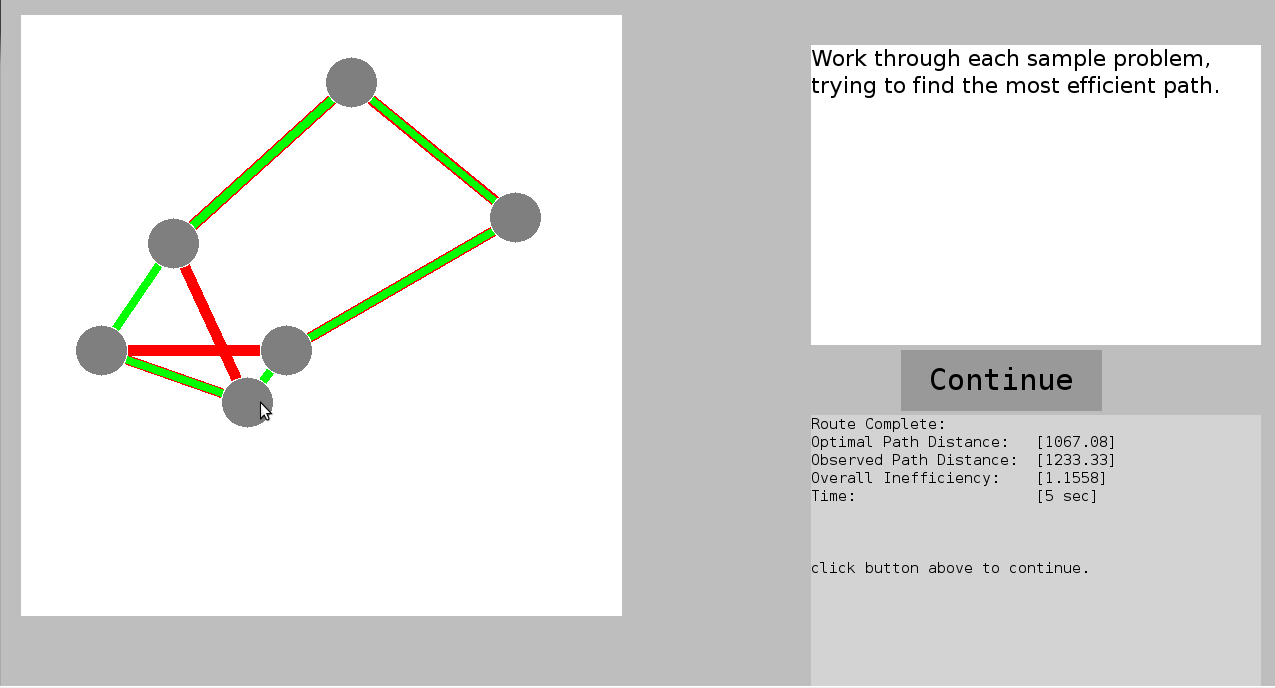 Work through each sample problem,
trying to find the most efficient path.
Continue
Route Complete:
Optimal Path Distance: [1067.08]
Observed Path Distance: [1233.33]
Overall Inefficiency: [1.1558]
Time: [5 sec]
click button above to continue.